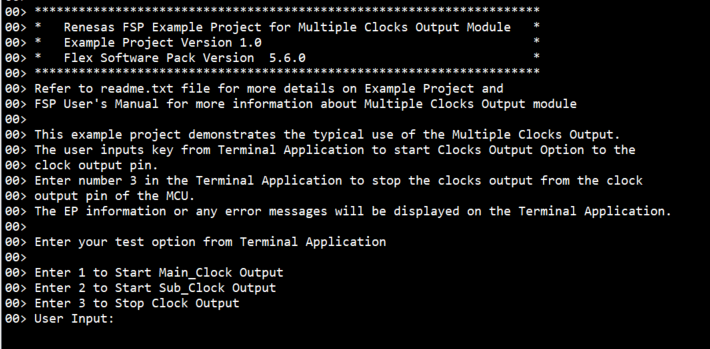 00> *********************************************************************
00> *   Renesas FSP Example Project for Multiple Clocks Output Module   *
00> *   Example Project Version 1.0                                     *
00> *   Flex Software Pack Version  5.6.0                               *
00> *********************************************************************
00> Refer to readme.txt file for more details on Example Project and
00> FSP User's Manual for more information about Multiple Clocks Output module
00>
00> This example project demonstrates the typical use of the Multiple Clocks Output.
00> The user inputs key from Terminal Application to start Clocks Output Option to the
00> clock output pin.
00> Enter number 3 in the Terminal Application to stop the clocks output from the clock
00> output pin of the MCU.
00> The EP information or any error messages will be displayed on the Terminal Application.
00>
00> Enter your test option from Terminal Application
00>
00> Enter 1 to Start Main_Clock Output
00> Enter 2 to Start Sub_Clock Output
00> Enter 3 to Stop Clock Output
00> User Input: